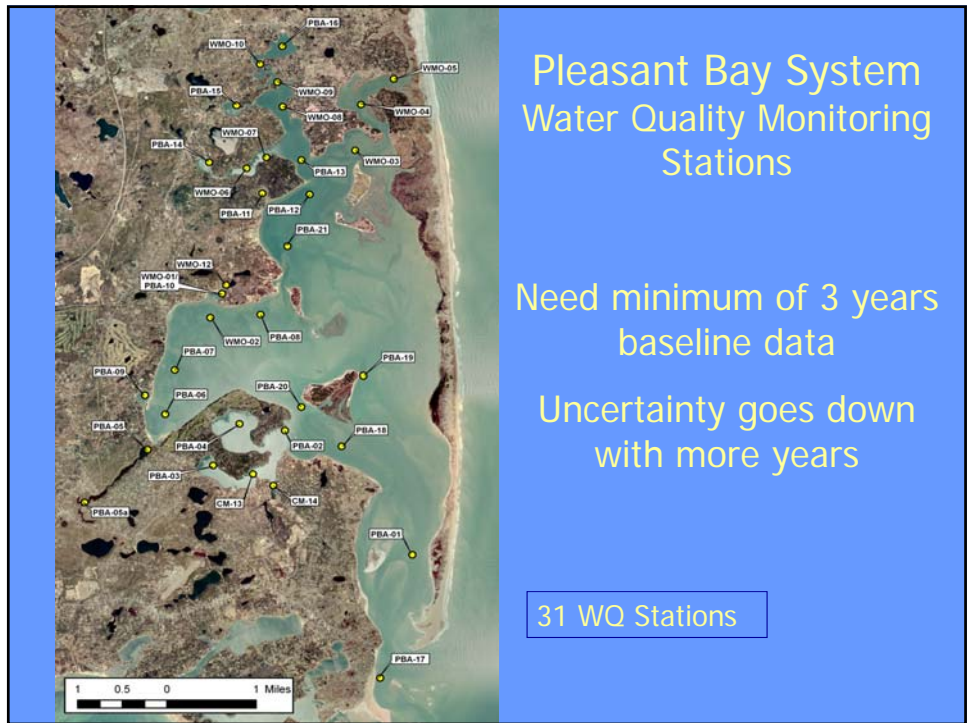 Pleasant Bay System
Water Quality Monitoring
Stations
Need minimum of 3 years
baseline data
Uncertainty goes down
with more years
31 WQ Stations
PBA-16
WMO-10
WMO-05
PBA-15
WMO-09
WMO-04
WMO-08
WMO-07
PBA-14
WMO-03
PBA-13
WMO-06
PBA-11
PBA-12
PBA-21
WMO-12
WMO-01/
PBA-10
PBA-08
WMO-02
PBA-07
PBA-19
PBA-09
PBA-20
PBA-06
PBA-05
PBA-04
PBA-02
PBA-18
PBA-03
CM-13
CM-14
PBA-05a
PBA-01
PBA-17
1 0.5 0 1 Miles